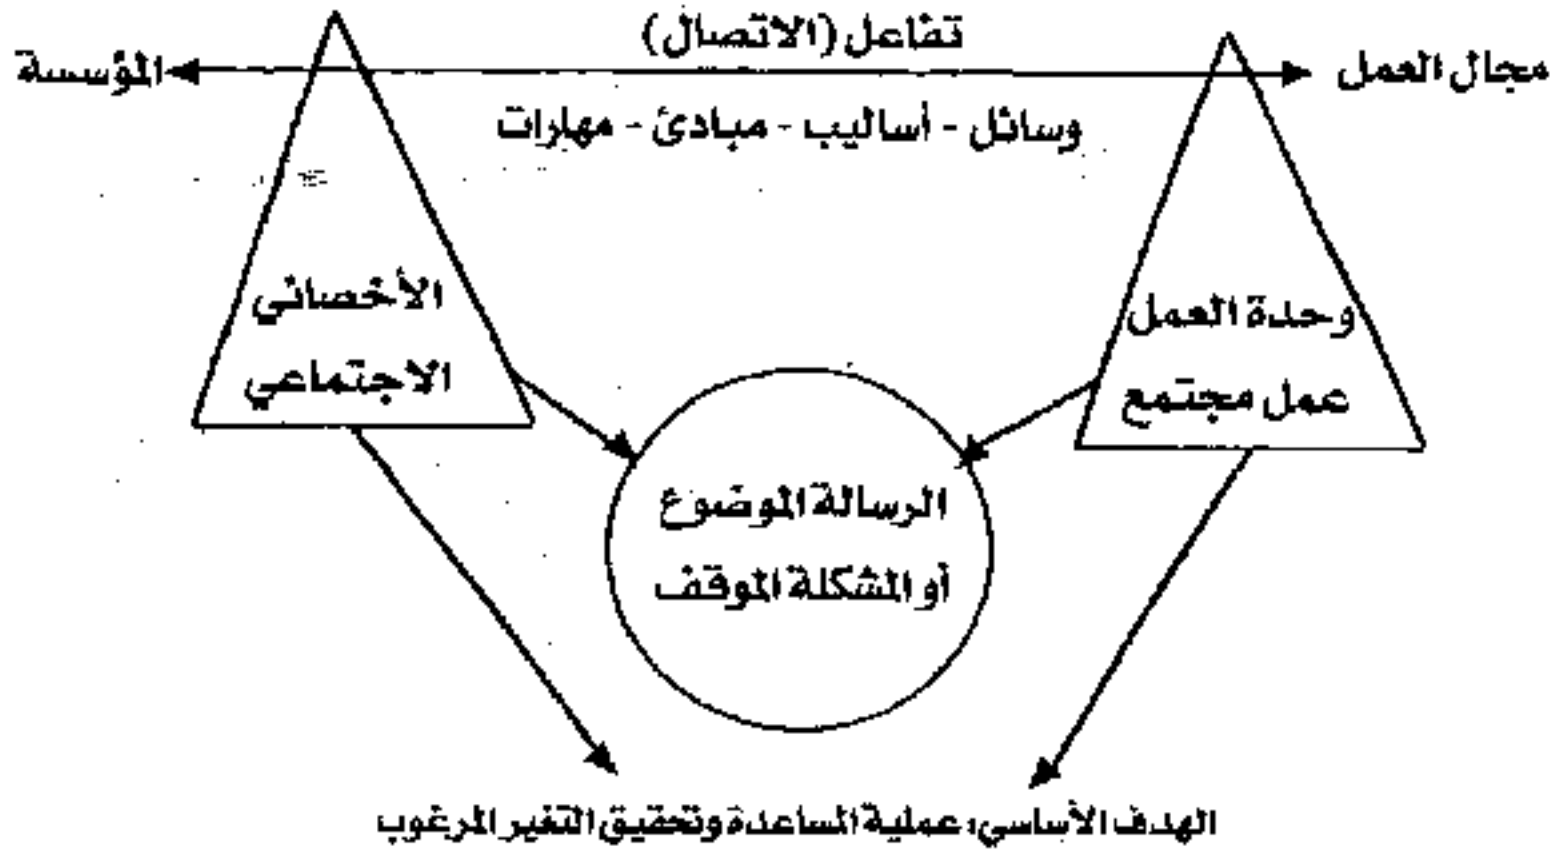 تفاعل (الاتصال)
مجال العمل
المؤسسة
وسائل - أساليب - مبادئ - مهارات
وحدة العمل
عمل مجتمع
الأخصائي
الاجتماعي
الرسالة الموضوع
أو المشكلة الموقف
الهدف الأساسي: عملية المساعدة وتحقيق التغير المرغوب